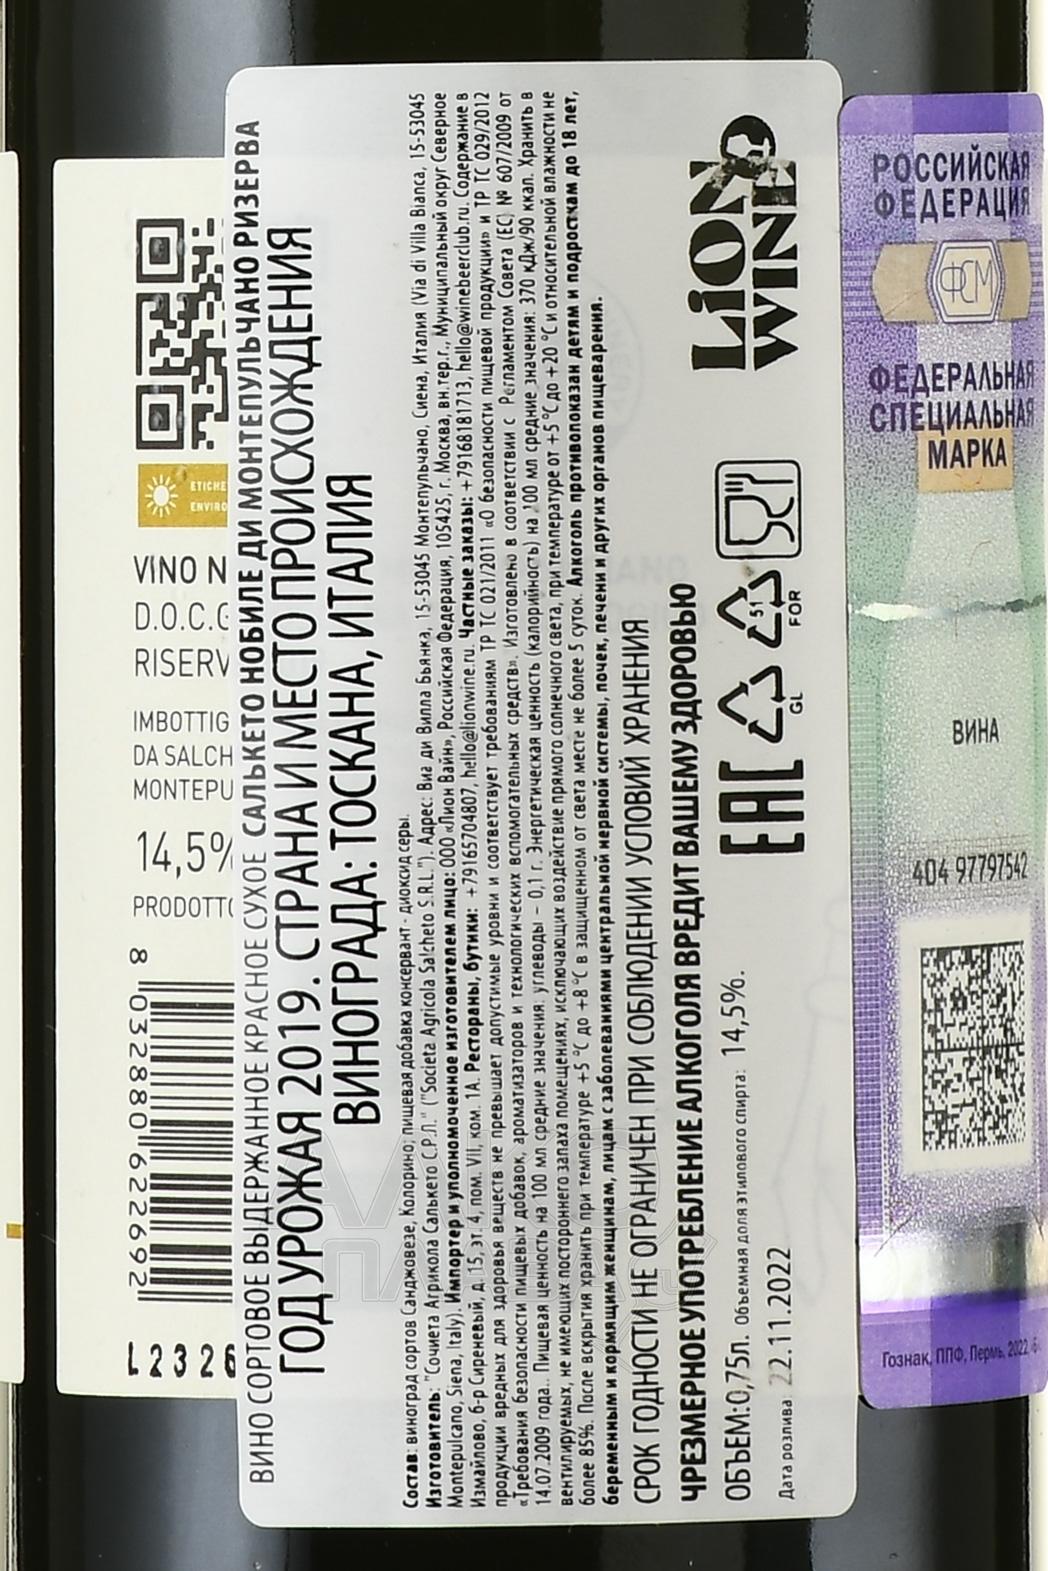 ВИНО СОРТОВОЕ ВЫДЕРЖАННОЕ КРАСНОЕ СУХОЕ САЛЬКЕТО НОБИЛЕ ДИ МОНТЕПУЛЬЧАНО РИЗЕРВА
ГОД УРОЖАЯ 2019. СТРАНА И МЕСТО ПРОИСХОЖДЕНИЯ
ВИНОГРАДА: ТОСКАНА, ИТАЛИЯ
Состав: виноград сортов Санджовезе, Колорино; пищевая добавка консервант - диоксид серы.
Изготовитель: "Сочиета Агрикола Салькето С.Р.Л." ("Societa Agricola Salcheto S.R.L."). Адрес: Виа ди Вилла Бьянка, 15-53045 Монтепульчано, Сиена, Италия (Via di Villa Bianca, 15-53045
Montepulcano, Siena, Italy). Импортер и уполномоченное изготовителем лицо: ООО «Лион Вайн», Российская Федерация, 105425, г. Москва, вн.тер.г., Муниципальный округ Северное
Измайлово, б-р Сиреневый, д. 15, эт. 4, пом. VII, ком. 1А. Рестораны, бутики: +79165704807, hello@lionwine.ru. Частные заказы: +79168181713, hello@winebeerclub.ru. Содержание в
продукции вредных для здоровья веществ не превышает допустимые уровни и соответствует требованиям ТР ТС 021/2011 «О безопасности пищевой продукции» и ТР ТС 029/2012
«Требования безопасности пищевых добавок, ароматизаторов и технологических вспомогательных средств». Изготовлено в соответствии с Регламентом Совета (ЕС) № 607/2009 от
14.07.2009 года.. Пищевая ценность на 100 мл средние значения: углеводы – 0,1 г. Энергетическая ценность (калорийность) на 100 мл средние значения: 370 кДж/90 ккал. Хранить в
вентилируемых, не имеющих постороннего запаха помещениях, исключающих воздействие прямого солнечного света, при температуре от +5 °С до +20 °С и относительной влажности не
более 85%. После вскрытия хранить при температуре +5 °С до +8 °С в защищенном от света месте не более 5 суток. Алкоголь противопоказан детям и подросткам до 18 лет,
беременным и кормящим женщинам, лицам с заболеваниями центральной нервной системы, почек, печени и других органов пищеварения.
СРОК ГОДНОСТИ НЕ ОГРАНИЧЕН ПРИ СОБЛЮДЕНИИ УСЛОВИЙ ХРАНЕНИЯ
ЧРЕЗМЕРНОЕ УПОТРЕБЛЕНИЕ АЛКОГОЛЯ ВРЕДИТ ВАШЕМУ ЗДОРОВЬЮ
ОБЪЕМ: 0,75л. Объемная доля этилового спирта: 14,5%.
Дата розлива: 22.11.2022
EAC
GL
51
FOR
LiON
WINE
ETICHE
ENVIRO
VINO N
D.O.C.G
RISERV
IMBOTTIG
DA SALCH
MONTEPU
14,5%
PRODOTTO
8 032880 622692
L2326
РОССИЙСКАЯ
ФЕДЕРАЦИЯ
ФСМ
ФЕДЕРАЛЬНАЯ
СПЕЦИАЛЬНАЯ
МАРКА
ВИНА
404 97797542
Гознак, ППФ, Пермь, 2022,